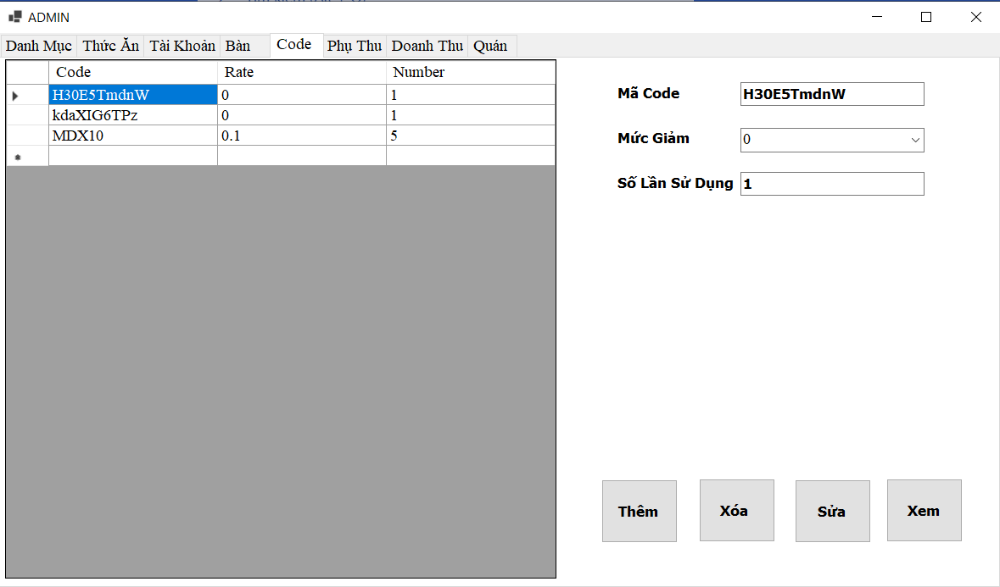 ADMIN
Danh Mục Thức Ăn Tài Khoản Bàn Code Phụ Thu Doanh Thu Quán
Code Rate Number
H30E5TmdnW 0 1
kdaXIG6TPz 0 1
MDX10 0.1 5
Mã Code H30E5TmdnW
Mức Giảm 0
Số Lần Sử Dụng 1
Thêm Xóa Sửa Xem